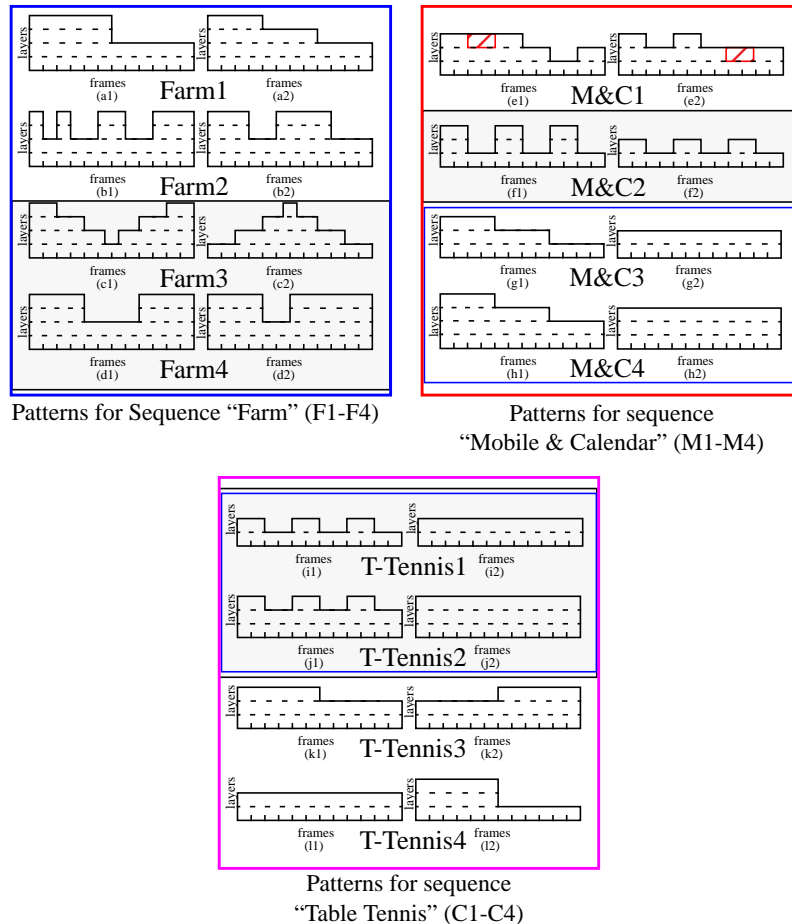 layers
layers
frames
(a1)
Farm1
frames
(a2)
layers
layers
frames
(b1)
Farm2
frames
(b2)
layers
layers
frames
(c1)
Farm3
frames
(c2)
layers
layers
frames
(d1)
Farm4
frames
(d2)
Patterns for Sequence “Farm” (F1-F4)
layers
layers
frames
(e1)
M&C1
frames
(e2)
layers
layers
frames
(f1)
M&C2
frames
(f2)
layers
layers
frames
(g1)
M&C3
frames
(g2)
layers
layers
frames
(h1)
M&C4
frames
(h2)
Patterns for sequence
“Mobile & Calendar” (M1-M4)
layers
layers
frames
(i1)
T-Tennis1
frames
(i2)
layers
layers
frames
(j1)
T-Tennis2
frames
(j2)
layers
layers
frames
(k1)
T-Tennis3
frames
(k2)
layers
layers
frames
(l1)
T-Tennis4
frames
(l2)
Patterns for sequence
“Table Tennis” (C1-C4)